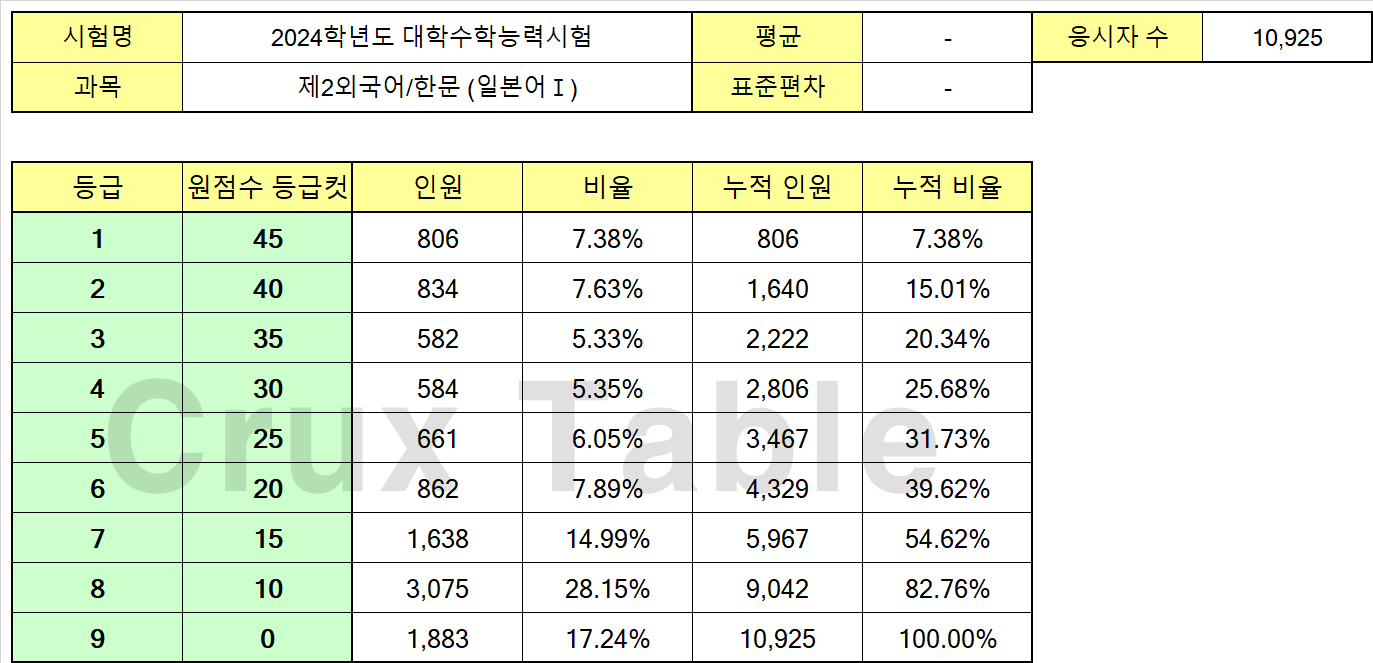 시험명 2024학년도 대학수학능력시험 평균 - 응시자 수 10,925
과목 제2외국어/한문 (일본어Ⅰ) 표준편차 -
등급 원점수 등급컷 인원 비율 누적 인원 누적 비율
1 45 806 7.38% 806 7.38%
2 40 834 7.63% 1,640 15.01%
3 35 582 5.33% 2,222 20.34%
4 30 584 5.35% 2,806 25.68%
5 25 661 6.05% 3,467 31.73%
6 20 862 7.89% 4,329 39.62%
7 15 1,638 14.99% 5,967 54.62%
8 10 3,075 28.15% 9,042 82.76%
9 0 1,883 17.24% 10,925 100.00%
Crux Table